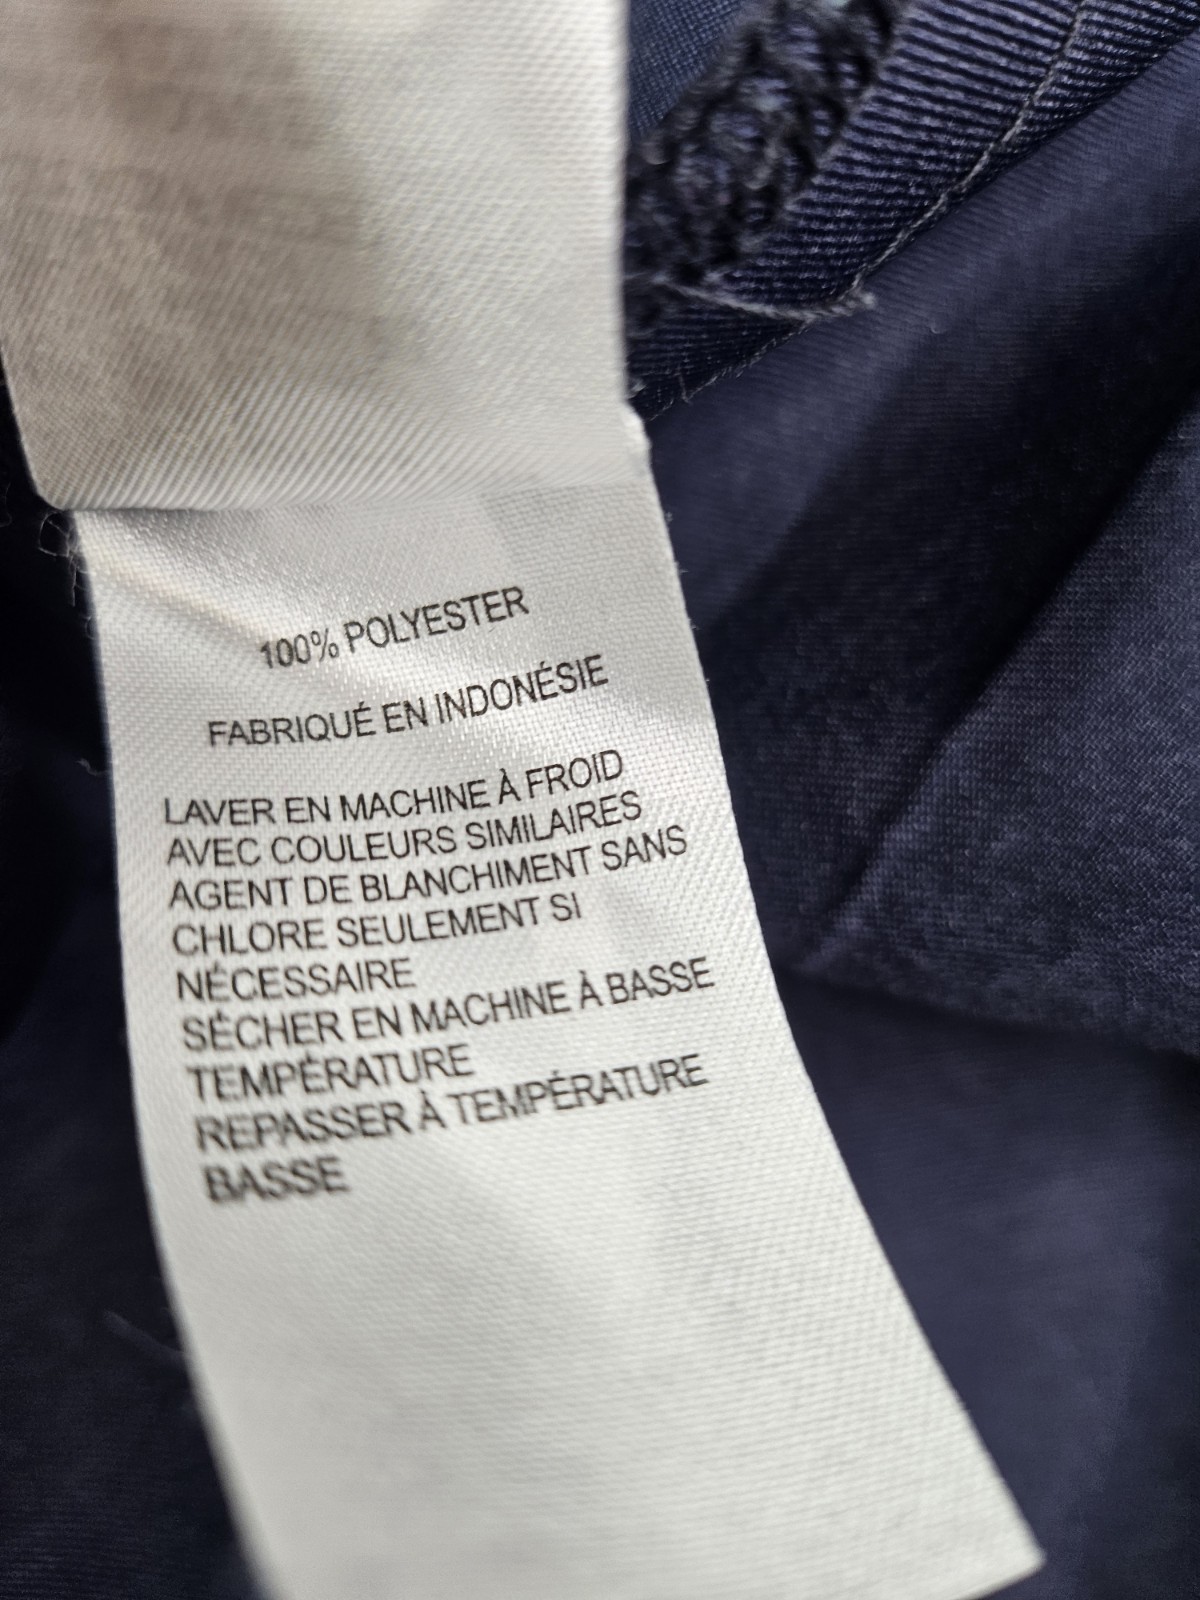 100% POLYESTER
FABRIQUÉ EN INDONÉSIE
LAVER EN MACHINE À FROID
AVEC COULEURS SIMILAIRES
AGENT DE BLANCHIMENT SANS
CHLORE SEULEMENT SI
NÉCESSAIRE
SÉCHER EN MACHINE À BASSE
TEMPÉRATURE
REPASSER À TEMPÉRATURE
BASSE